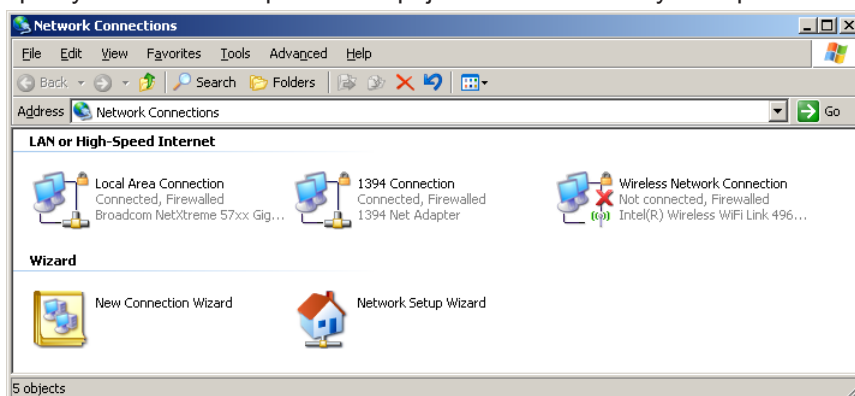 Network Connections
File Edit View Favorites Tools Advanced Help
Back Search Folders
Address Network Connections Go
LAN or High-Speed Internet
Local Area Connection
Connected, Firewalled
Broadcom NetXtreme 57xx Gig...
1394 Connection
Connected, Firewalled
1394 Net Adapter
Wireless Network Connection
Not connected, Firewalled
Intel(R) Wireless WiFi Link 496...
Wizard
New Connection Wizard
Network Setup Wizard
5 objects